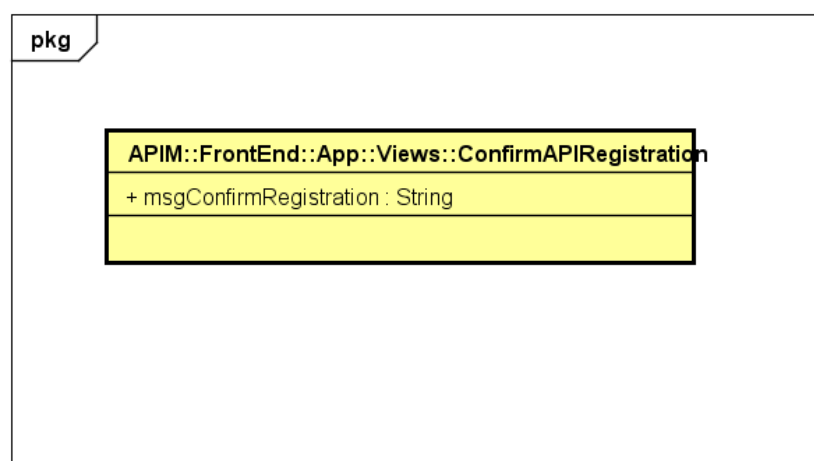 pkg
APIM::FrontEnd::App::Views::ConfirmAPIRegistration
+ msgConfirmRegistration : String